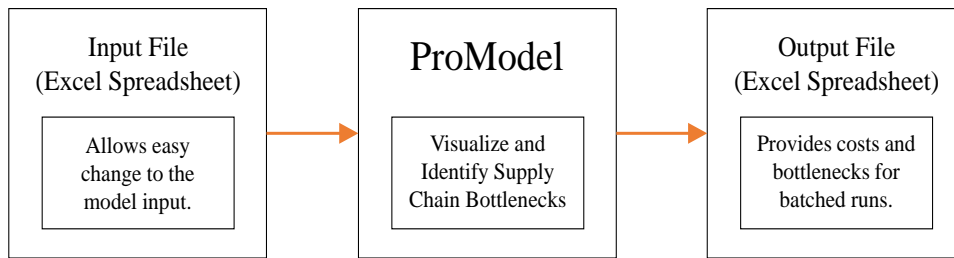 Input File
(Excel Spreadsheet)
Allows easy
change to the
model input.
ProModel
Visualize and
Identify Supply
Chain Bottlenecks
Output File
(Excel Spreadsheet)
Provides costs and
bottlenecks for
batched runs.